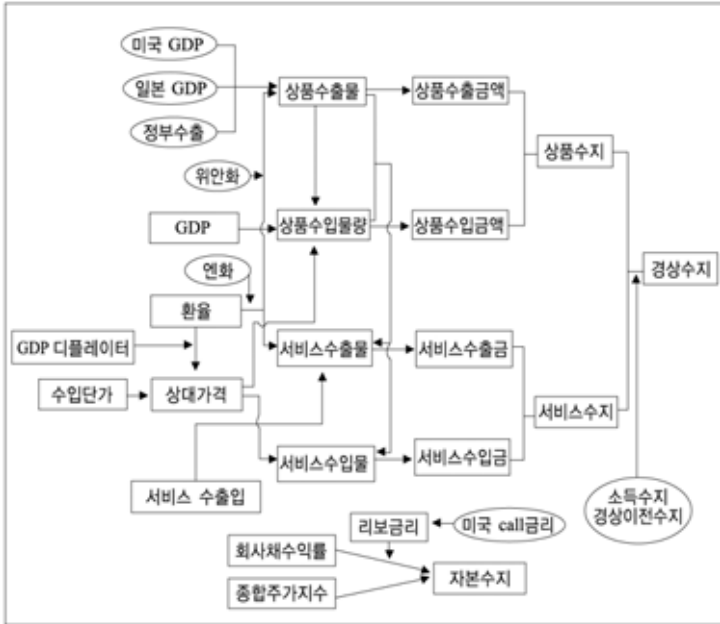 미국 GDP
일본 GDP
정부수출
상품수출물
상품수출금액
상품수지
위안화
GDP
상품수입물량
상품수입금액
엔화
경상수지
환율
GDP 디플레이터
서비스수출물
서비스수출금
수입단가
상대가격
서비스수지
서비스수입물
서비스수입금
서비스 수출입
소득수지
경상이전수지
리보금리
미국 call금리
회사채수익률
자본수지
종합주가지수